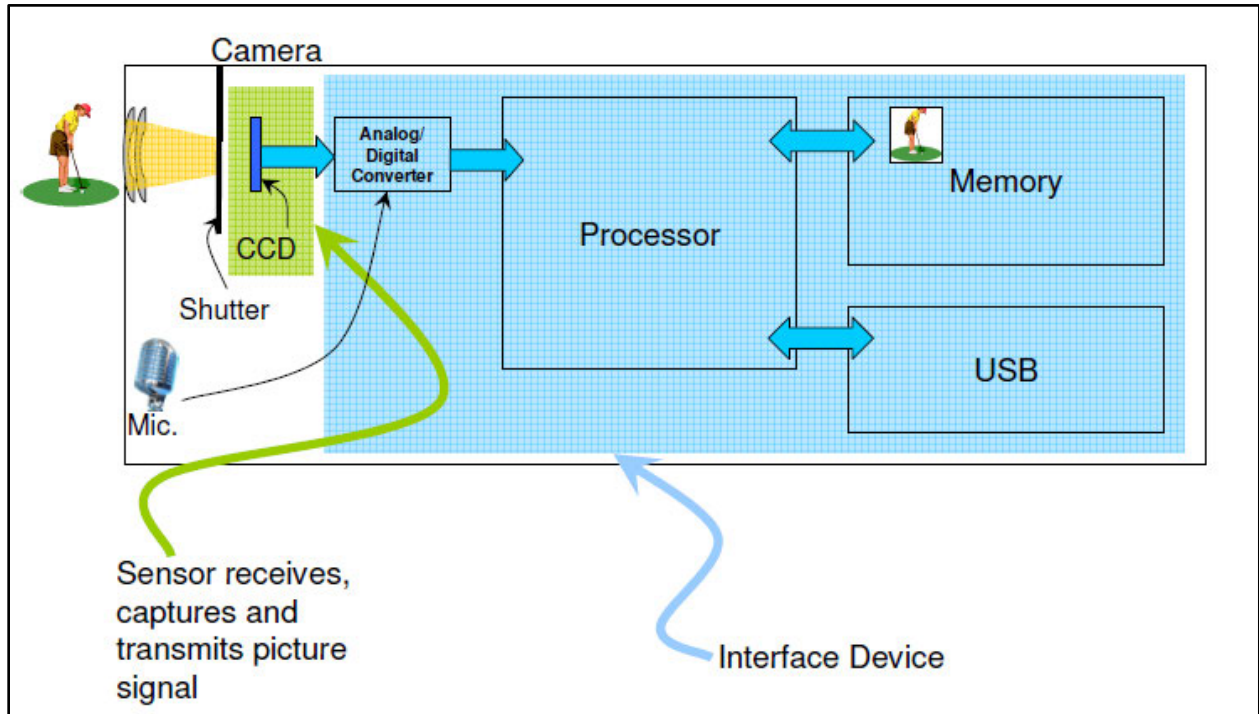 Camera
Analog/
Digital
Converter
Memory
Processor
CCD
Shutter
USB
Mic.
Sensor receives,
captures and
transmits picture
signal
Interface Device